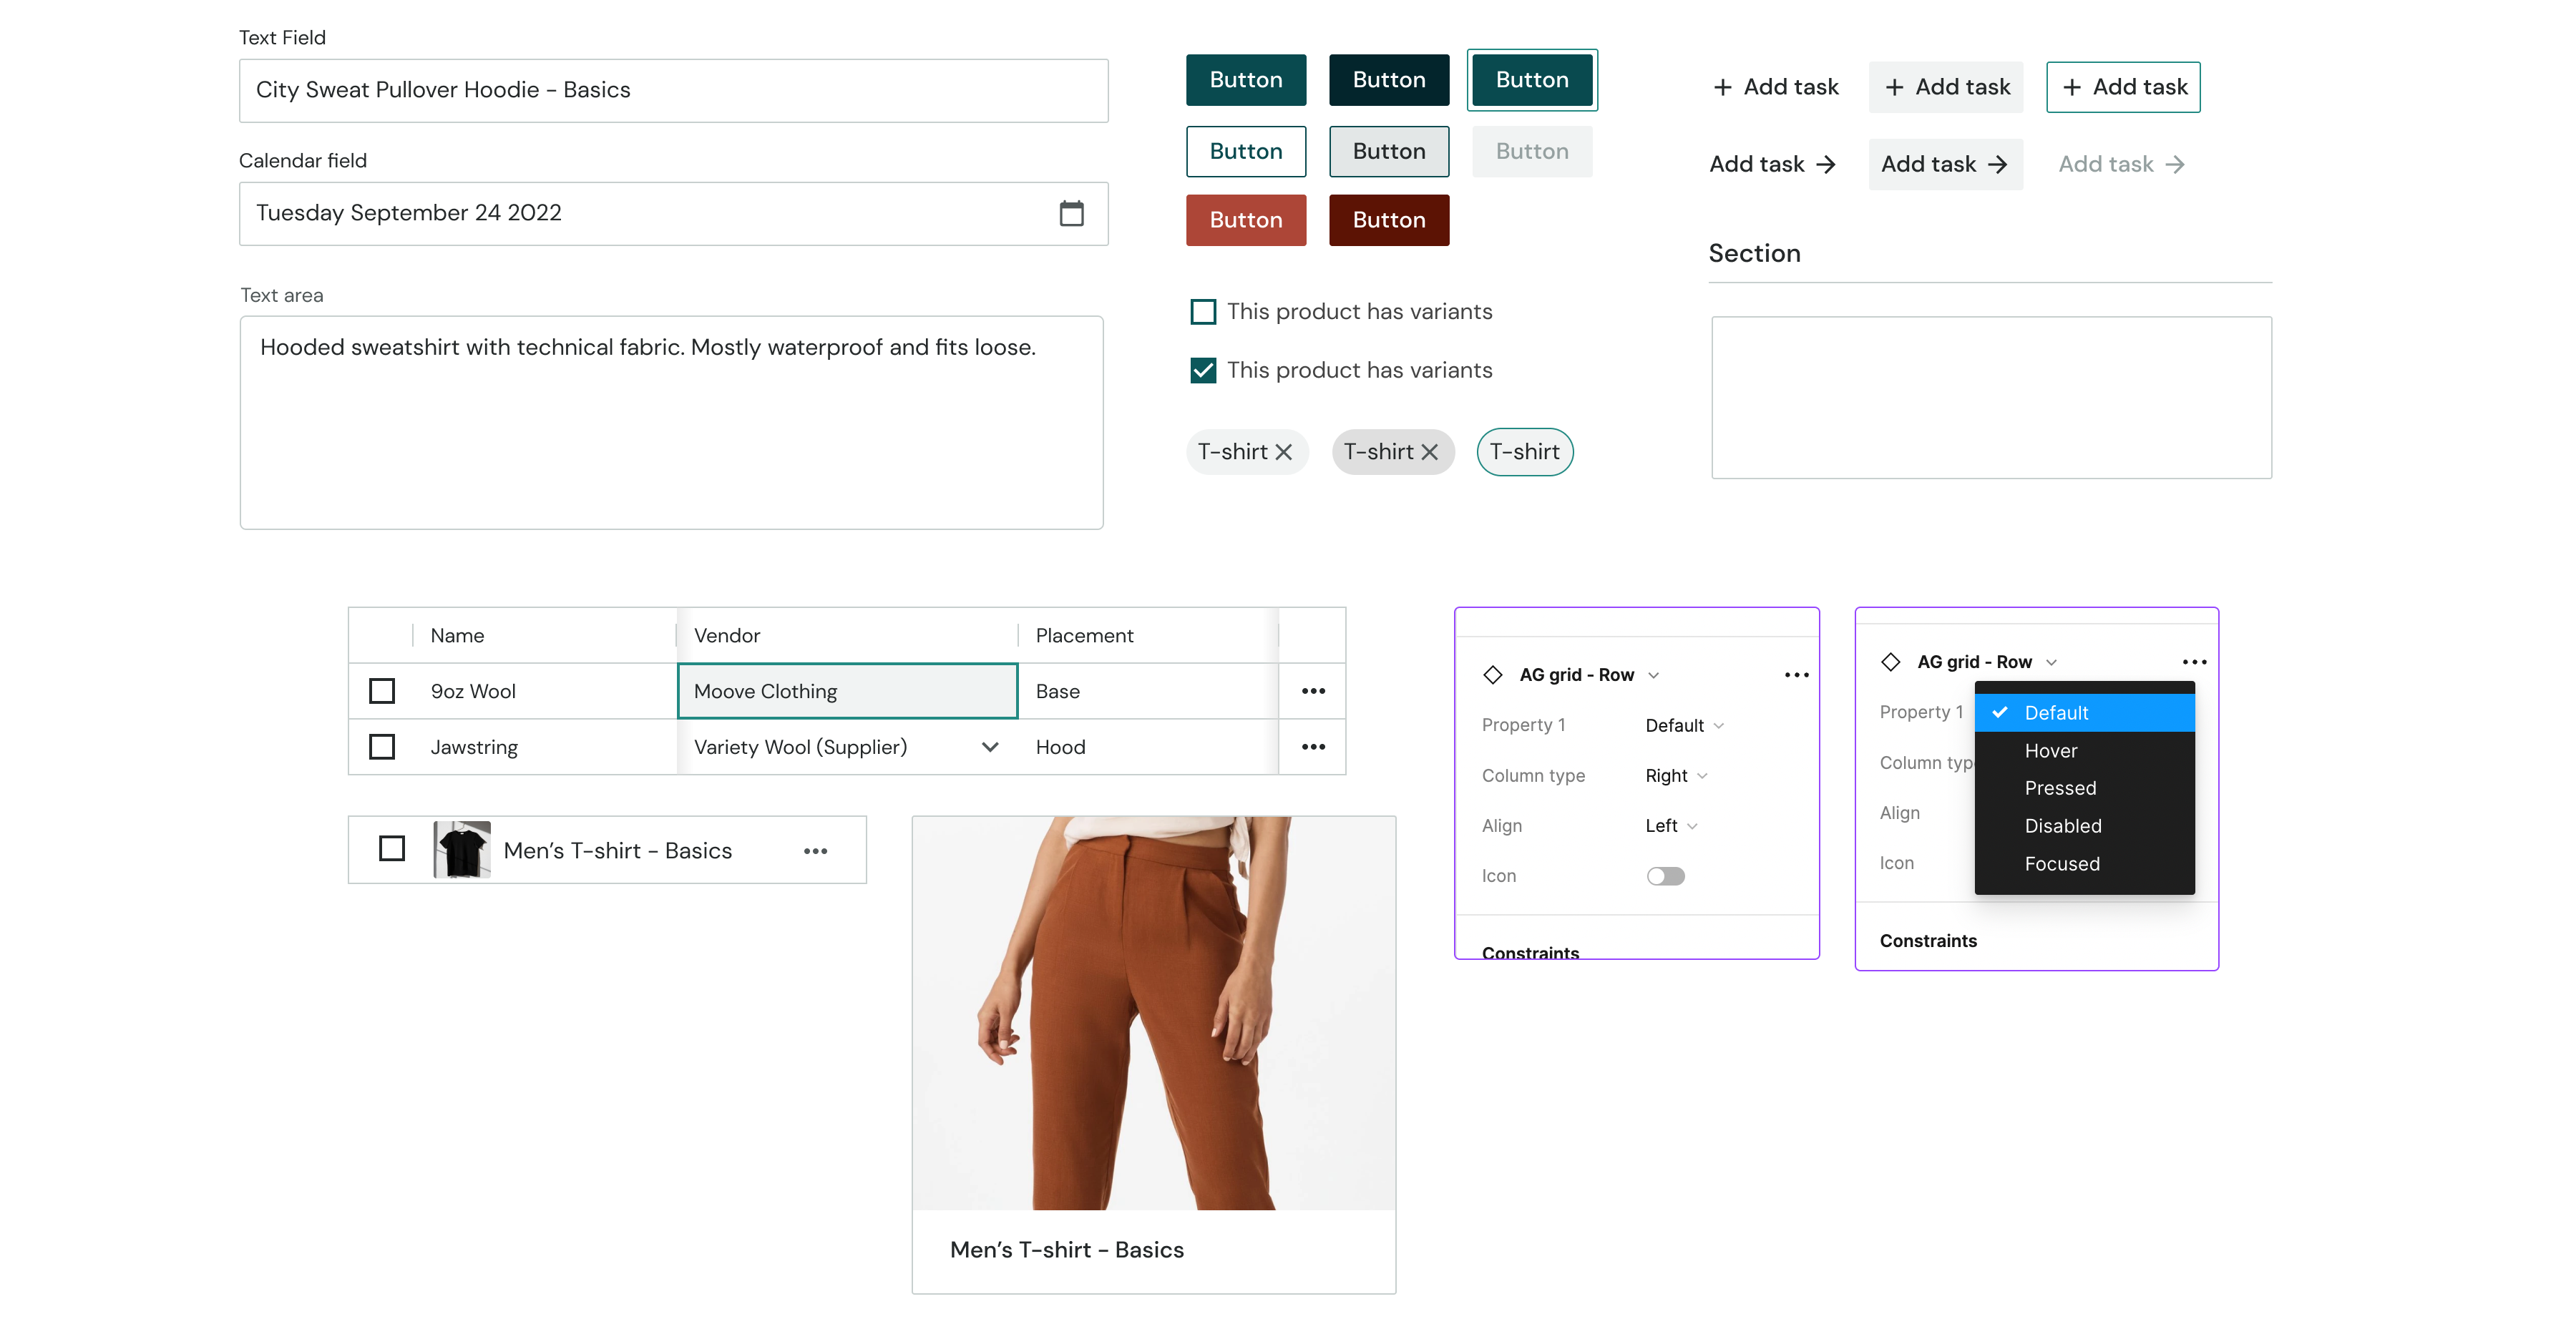 Text Field
City Sweat Pullover Hoodie - Basics
Calendar field
Tuesday September 24 2022
Text area
Hooded sweatshirt with technical fabric. Mostly waterproof and fits loose.
Button Button Button
Button Button Button
Button Button
This product has variants
This product has variants
T-shirt T-shirt T-shirt
+ Add task + Add task + Add task
Add task → Add task → Add task →
Section
Name Vendor Placement
9oz Wool Moove Clothing Base
Jawstring Variety Wool (Supplier) Hood
Men’s T-shirt - Basics
Men’s T-shirt - Basics
AG grid - Row
Property 1 Default
Column type Right
Align Left
Icon
Constraints
AG grid - Row
Property 1 Default
Hover
Column typ
Pressed
Align
Disabled
Icon Focused
Constraints